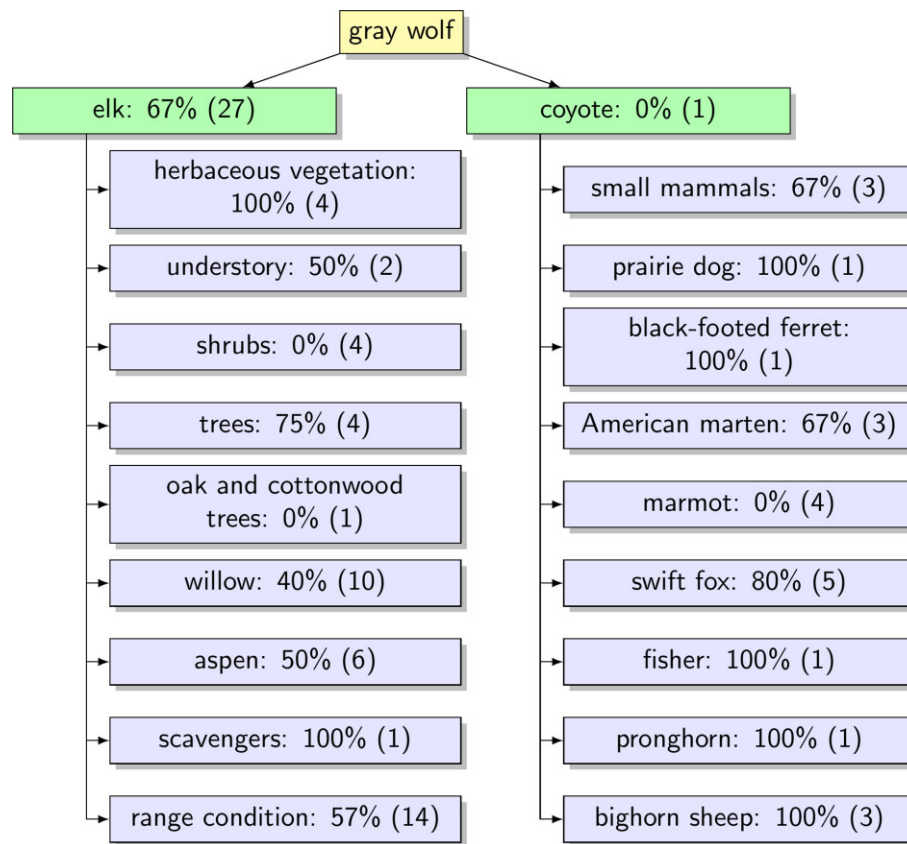 gray wolf
elk: 67% (27)
herbaceous vegetation:
100% (4)
understory: 50% (2)
shrubs: 0% (4)
trees: 75% (4)
oak and cottonwood
trees: 0% (1)
willow: 40% (10)
aspen: 50% (6)
scavengers: 100% (1)
range condition: 57% (14)
coyote: 0% (1)
small mammals: 67% (3)
prairie dog: 100% (1)
black-footed ferret:
100% (1)
American marten: 67% (3)
marmot: 0% (4)
swift fox: 80% (5)
fisher: 100% (1)
pronghorn: 100% (1)
bighorn sheep: 100% (3)